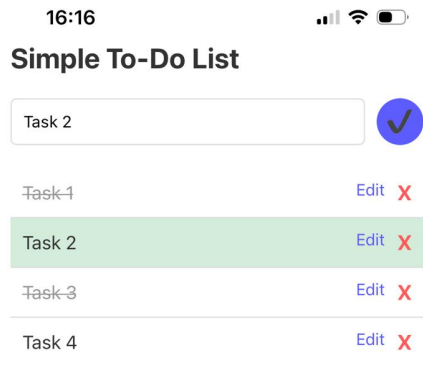 16:16
Simple To-Do List
Task 2
Task 1 Edit X
Task 2 Edit X
Task 3 Edit X
Task 4 Edit X